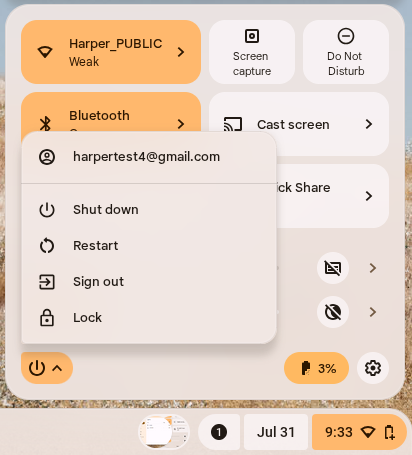 Harper_PUBLIC
Weak
Screen
capture
Do Not
Disturb
Bluetooth
Cast screen
harpertest4@gmail.com
ck Share
Shut down
Restart
Sign out
Lock
3%
1
Jul 31
9:33